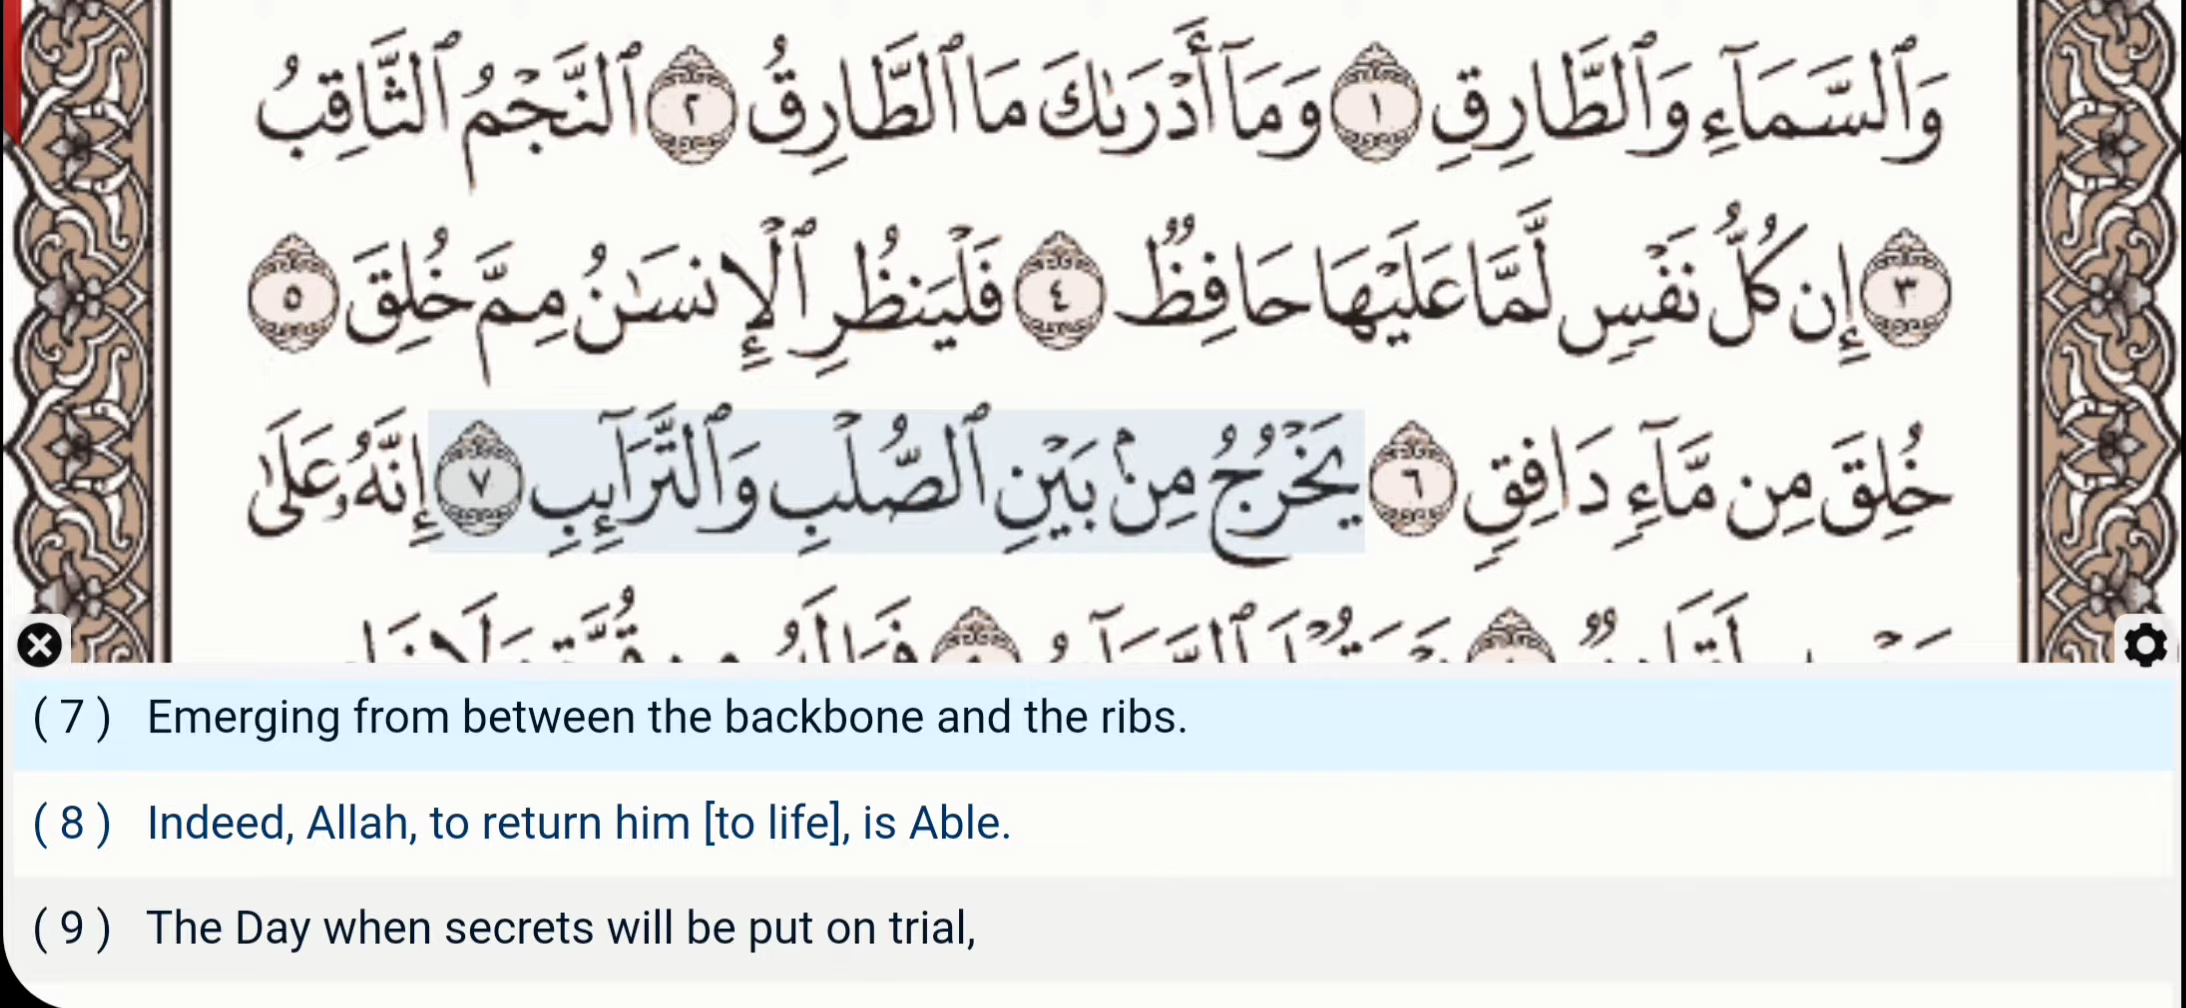 وَٱلسَّمَآءِ وَٱلطَّارِقِ ١ وَمَآ أَدْرَىٰكَ مَا ٱلطَّارِقُ ٢ ٱلنَّجْمُ ٱلثَّاقِبُ
٣ إِن كُلُّ نَفْسٍ لَّمَّا عَلَيْهَا حَافِظٌ ٤ فَلْيَنظُرِ ٱلْإِنسَٰنُ مِمَّ خُلِقَ ٥
خُلِقَ مِن مَّآءٍ دَافِقٍ ٦ يَخْرُجُ مِنۢ بَيْنِ ٱلصُّلْبِ وَٱلتَّرَآئِبِ ٧ إِنَّهُۥ عَلَىٰ
( 7 ) Emerging from between the backbone and the ribs.
( 8 ) Indeed, Allah, to return him [to life], is Able.
( 9 ) The Day when secrets will be put on trial,